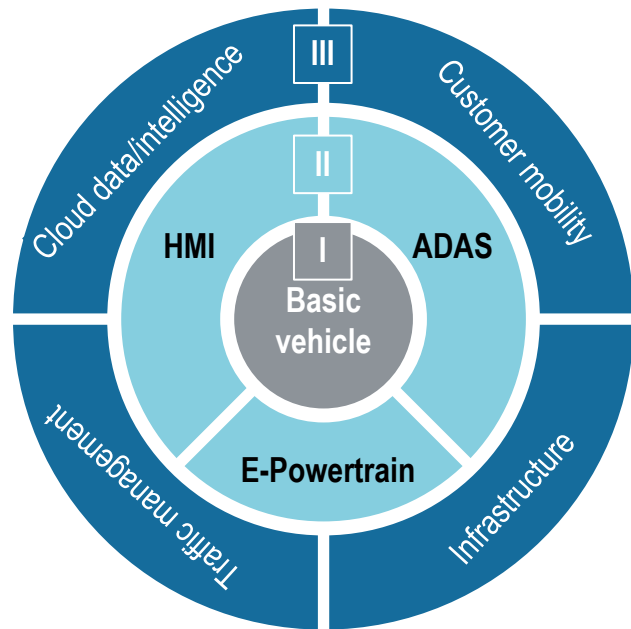 III
Cloud data/intelligence
Customer mobility
II
HMI
ADAS
I
Basic
vehicle
E-Powertrain
Traffic management
Infrastructure